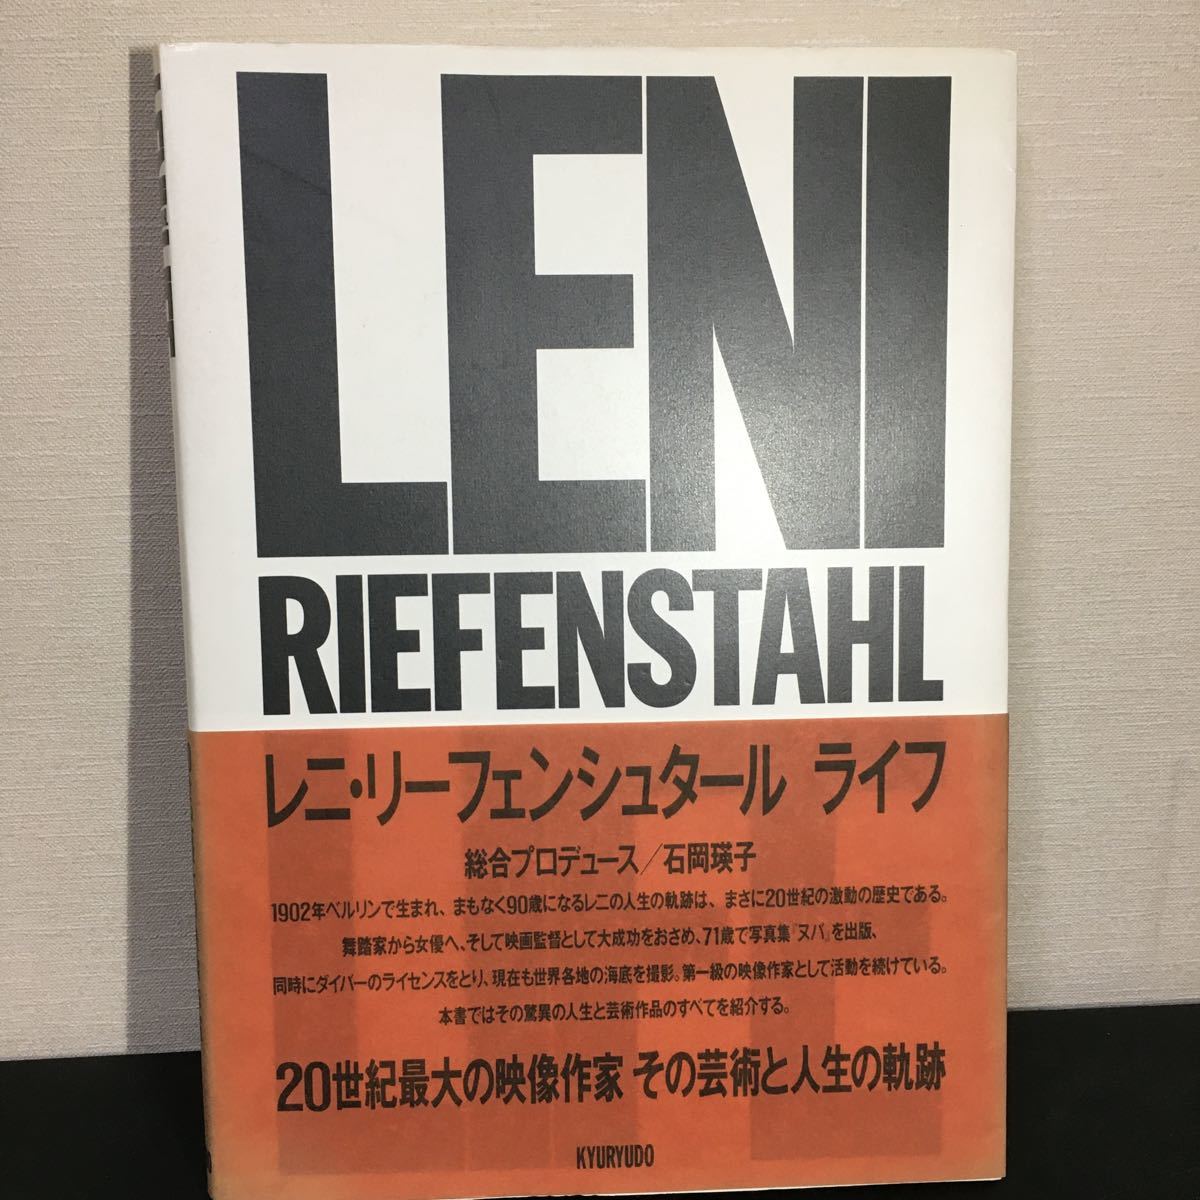 LENI
RIEFENSTAHL
レニ・リーフェンシュタール ライフ
総合プロデュース/石岡瑛子
1902年ベルリンで生まれ、まもなく90歳になるレニの人生の軌跡は、まさに20世紀の激動の歴史である。
舞踏家から女優へ、そして映画監督として大成功をおさめ、71歳で写真集『ヌバ』を出版、
同時にダイバーのライセンスをとり、現在も世界各地の海底を撮影。第一級の映像作家として活動を続けている。
本書ではその驚異の人生と芸術作品のすべてを紹介する。
20世紀最大の映像作家 その芸術と人生の軌跡
KYURYUDO